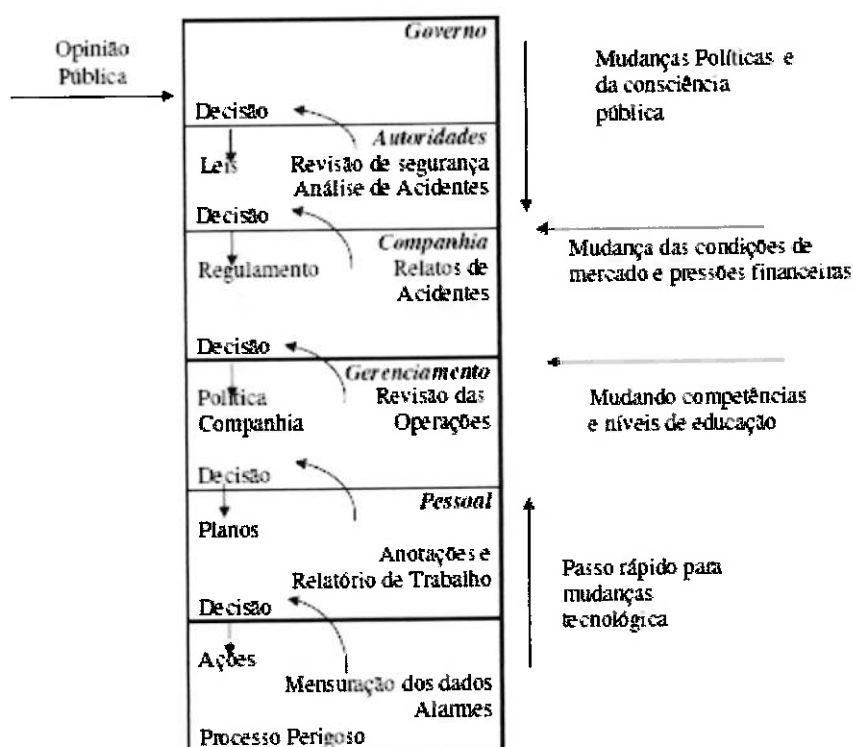 Opinião
Pública
Governo
Decisão
Autoridades
Leis
Revisão de segurança
Análise de Acidentes
Decisão
Companhia
Regulamento
Relatos de
Acidentes
Decisão
Gerenciamento
Política
Companhia
Revisão das
Operações
Decisão
Pessoal
Planos
Anotações e
Relatório de Trabalho
Decisão
Ações
Mensuração dos dados
Alarmes
Processo Perigoso
Mudanças Políticas e
da consciência
pública
Mudança das condições de
mercado e pressões financeiras
Mudando competências
e níveis de educação
Passo rápido para
mudanças
tecnológica